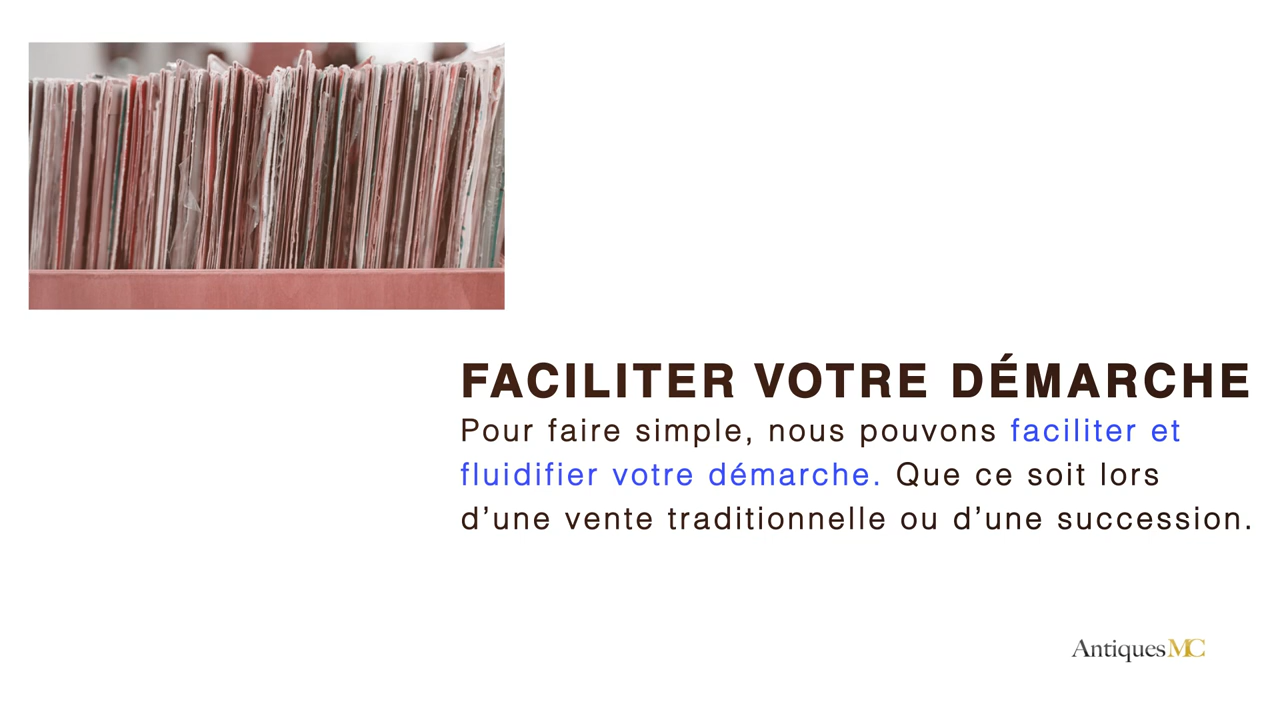 FACILITER VOTRE DÉMARCHE
Pour faire simple, nous pouvons faciliter et
fluidifier votre démarche. Que ce soit lors
d’une vente traditionnelle ou d’une succession.
AntiquesMC